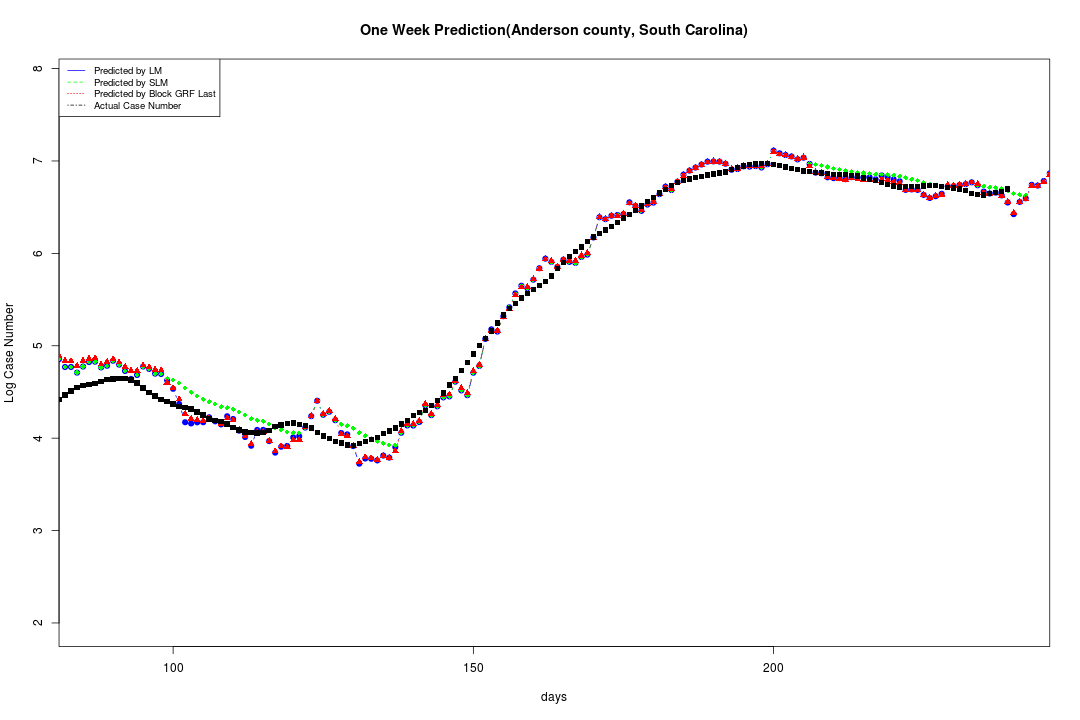 One Week Prediction(Anderson county, South Carolina)
Predicted by LM
Predicted by SLM
Predicted by Block GRF Last
Actual Case Number
8
7
6
5
4
3
2
Log Case Number
100 150 200
days